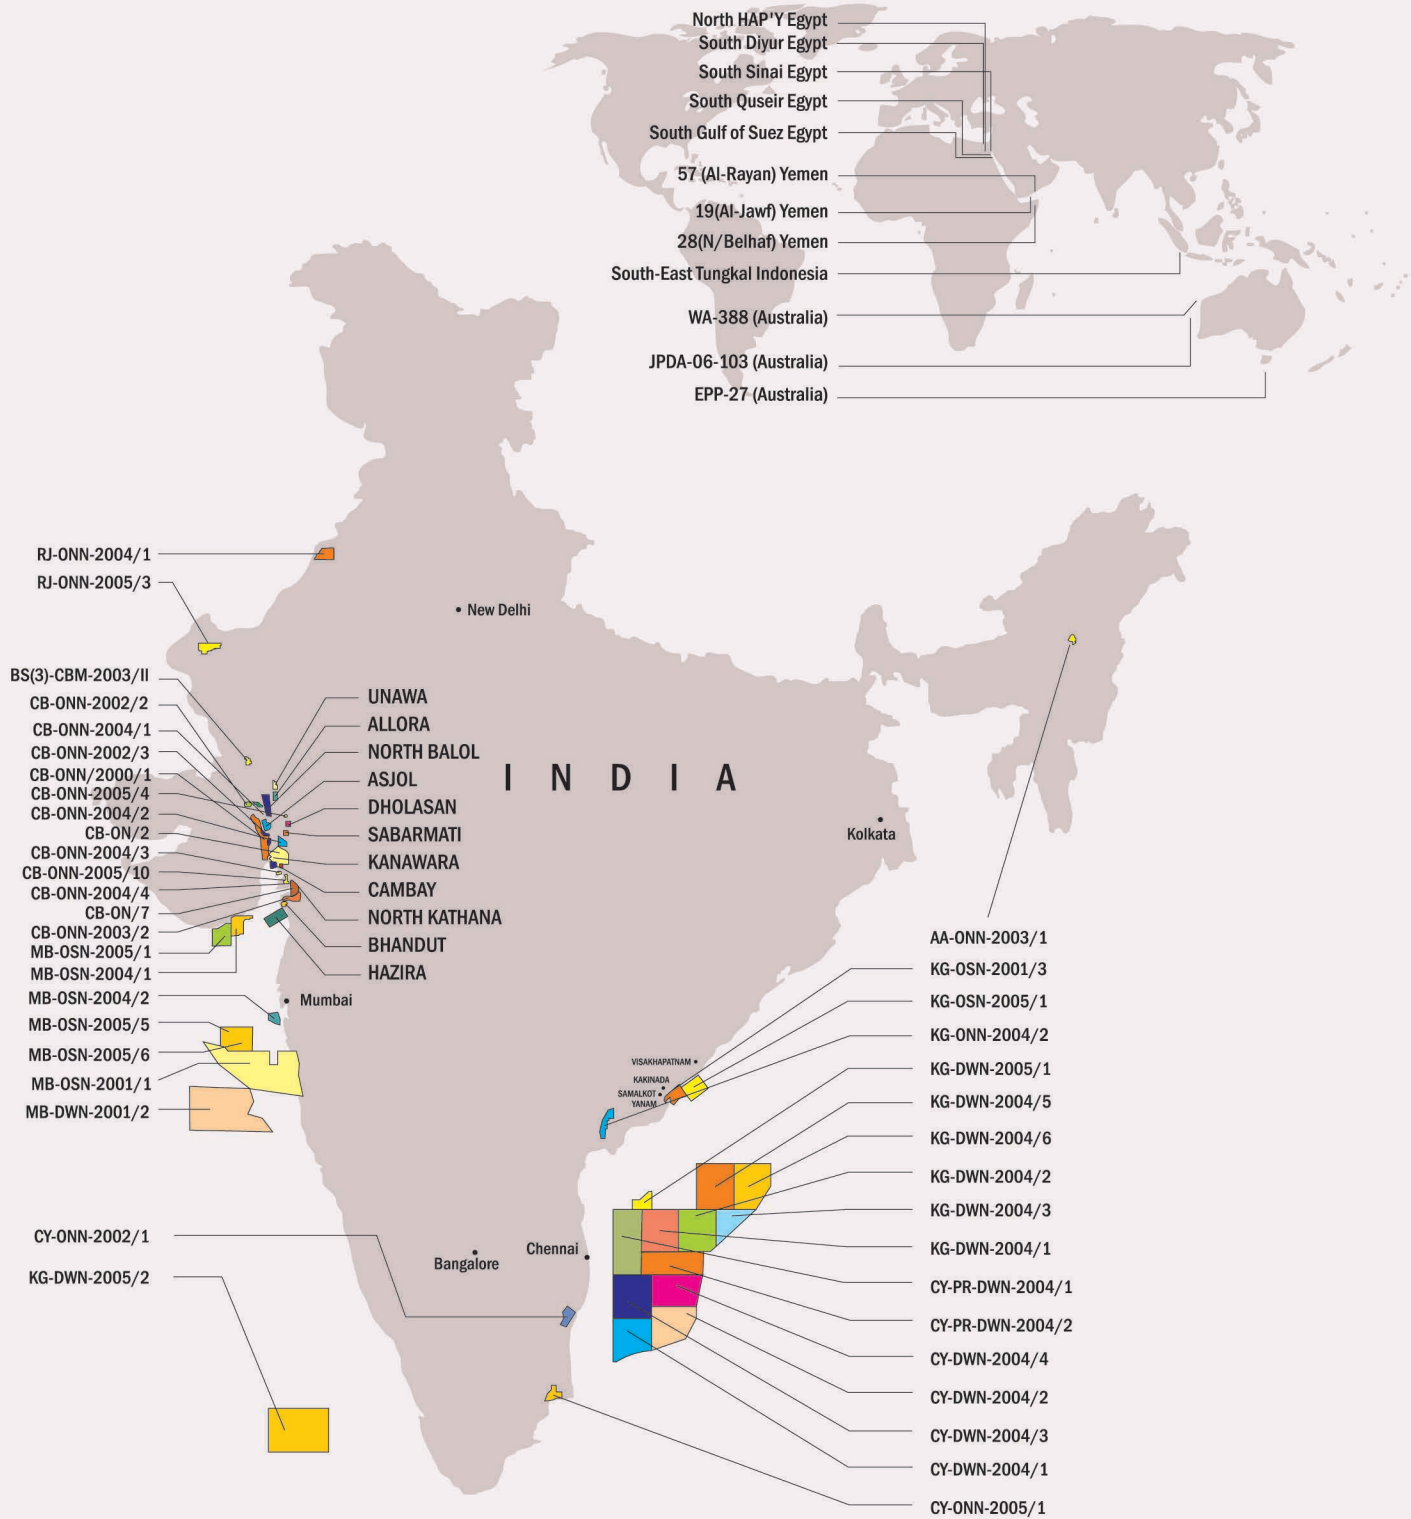 North HAP'Y Egypt
South Diyur Egypt
South Sinai Egypt
South Quseir Egypt
South Gulf of Suez Egypt
57 (Al-Rayan) Yemen
19(Al-Jawf) Yemen
28(N/Belhaf) Yemen
South-East Tungkal Indonesia
WA-388 (Australia)
JPDA-06-103 (Australia)
EPP-27 (Australia)
RJ-ONN-2004/1
RJ-ONN-2005/3
BS(3)-CBM-2003/II
CB-ONN-2002/2
CB-ONN-2004/1
CB-ONN-2002/3
CB-ONN/2000/1
CB-ONN-2005/4
CB-ONN-2004/2
CB-ON/2
CB-ONN-2004/3
CB-ONN-2005/10
CB-ONN-2004/4
CB-ON/7
CB-ONN-2003/2
MB-OSN-2005/1
MB-OSN-2004/1
MB-OSN-2004/2
MB-OSN-2005/5
MB-OSN-2005/6
MB-OSN-2001/1
MB-DWN-2001/2
CY-ONN-2002/1
KG-DWN-2005/2
New Delhi
UNAWA
ALLORA
NORTH BALOL
ASJOL
DHOLASAN
SABARMATI
KANAWARA
CAMBAY
NORTH KATHANA
BHANDUT
HAZIRA
INDIA
Kolkata
Mumbai
VISAKHAPATNAM
KAKINADA
SAMALKOT
YANAM
Bangalore
Chennai
AA-ONN-2003/1
KG-OSN-2001/3
KG-OSN-2005/1
KG-ONN-2004/2
KG-DWN-2005/1
KG-DWN-2004/5
KG-DWN-2004/6
KG-DWN-2004/2
KG-DWN-2004/3
KG-DWN-2004/1
CY-PR-DWN-2004/1
CY-PR-DWN-2004/2
CY-DWN-2004/4
CY-DWN-2004/2
CY-DWN-2004/3
CY-DWN-2004/1
CY-ONN-2005/1